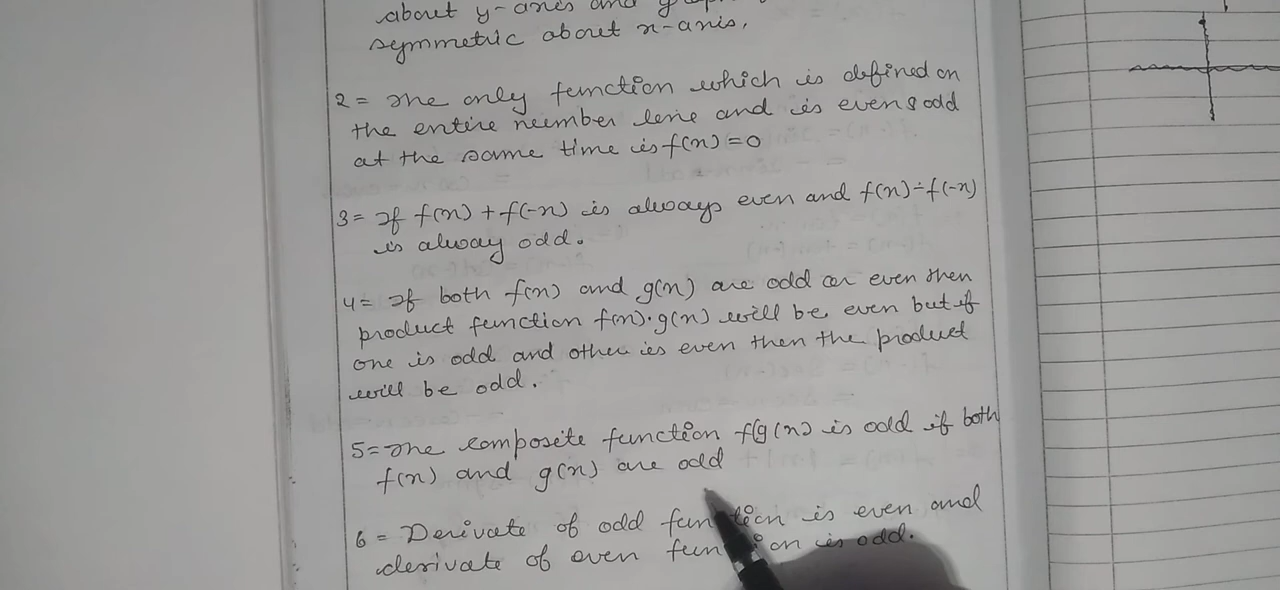 about y-axis and
symmetric about x-axis,
2 = The only function which is defined on
the entire number line and is even & odd
at the same time is f(x) = 0
3 = If f(x) + f(-x) is always even and f(x) - f(-x)
is alway odd.
4 = If both f(x) and g(x) are odd or even then
product function f(x). g(x) will be even but if
one is odd and other ies even then the product
will be odd.
5 = The composite function f(g(x) is odd if both
f(x) and g(x) are odd
6 = Derivate of odd function is even and
derivate of even fun on is odd.